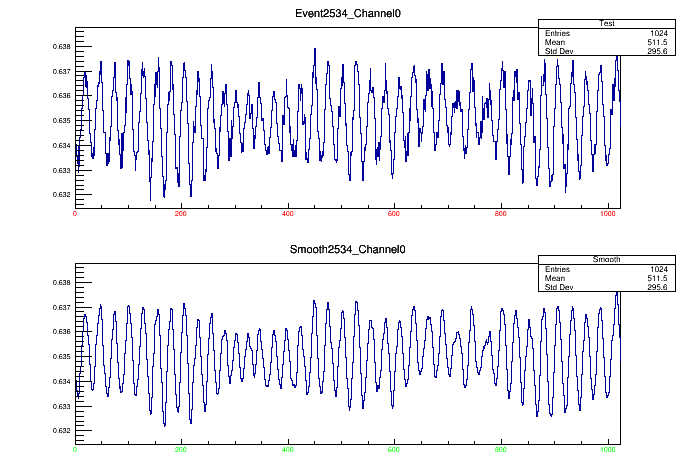 Event2534_Channel0
Test
Entries 1024
Mean 511.5
Std Dev 295.6
0.638
0.637
0.636
0.635
0.634
0.633
0.632
0 200 400 600 800 1000
Smooth2534_Channel0
Smooth
Entries 1024
Mean 511.5
Std Dev 295.6
0.638
0.637
0.636
0.635
0.634
0.633
0.632
0 200 400 600 800 1000